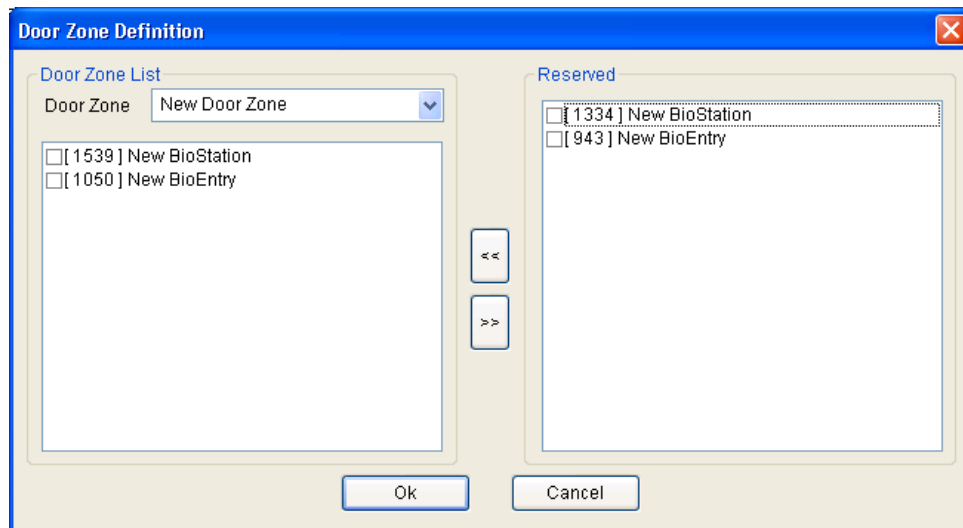 Door Zone Definition
Door Zone List
Door Zone New Door Zone
[ 1539 ] New BioStation
[ 1050 ] New BioEntry
<<
>>
Reserved
[ 1334 ] New BioStation
[ 943 ] New BioEntry
Ok
Cancel